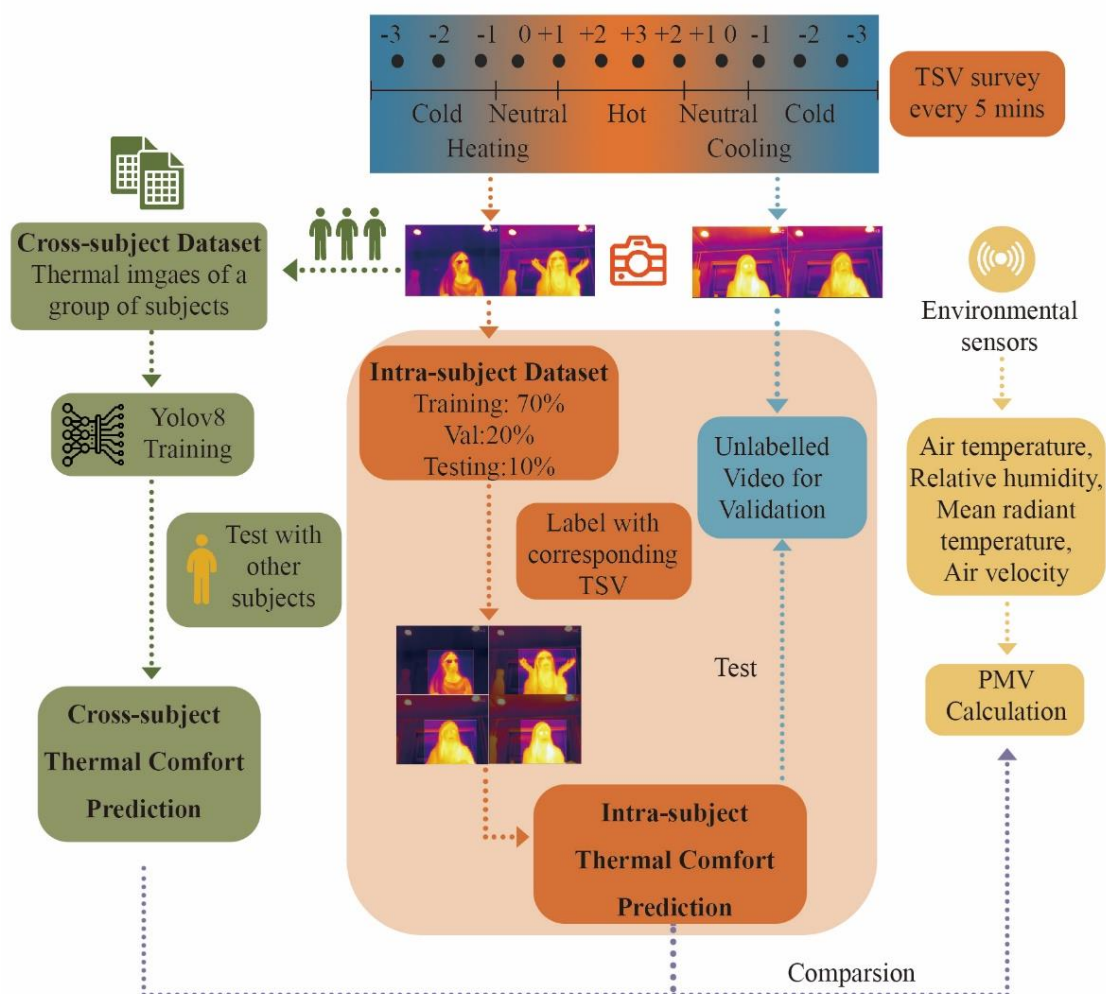 -3 -2 -1 0 +1 +2 +3 +2 +1 0 -1 -2 -3
Cold Neutral Hot Neutral Cold
Heating Cooling
TSV survey
every 5 mins
Cross-subject Dataset
Thermal imgaes of a
group of subjects
Yolov8
Training
Test with
other
subjects
Cross-subject
Thermal Comfort
Prediction
Intra-subject Dataset
Training: 70%
Val:20%
Testing:10%
Label with
corresponding
TSV
Intra-subject
Thermal Comfort
Prediction
Unlabelled
Video for
Validation
Test
Environmental
sensors
Air temperature,
Relative humidity,
Mean radiant
temperature,
Air velocity
PMV
Calculation
Comparsion